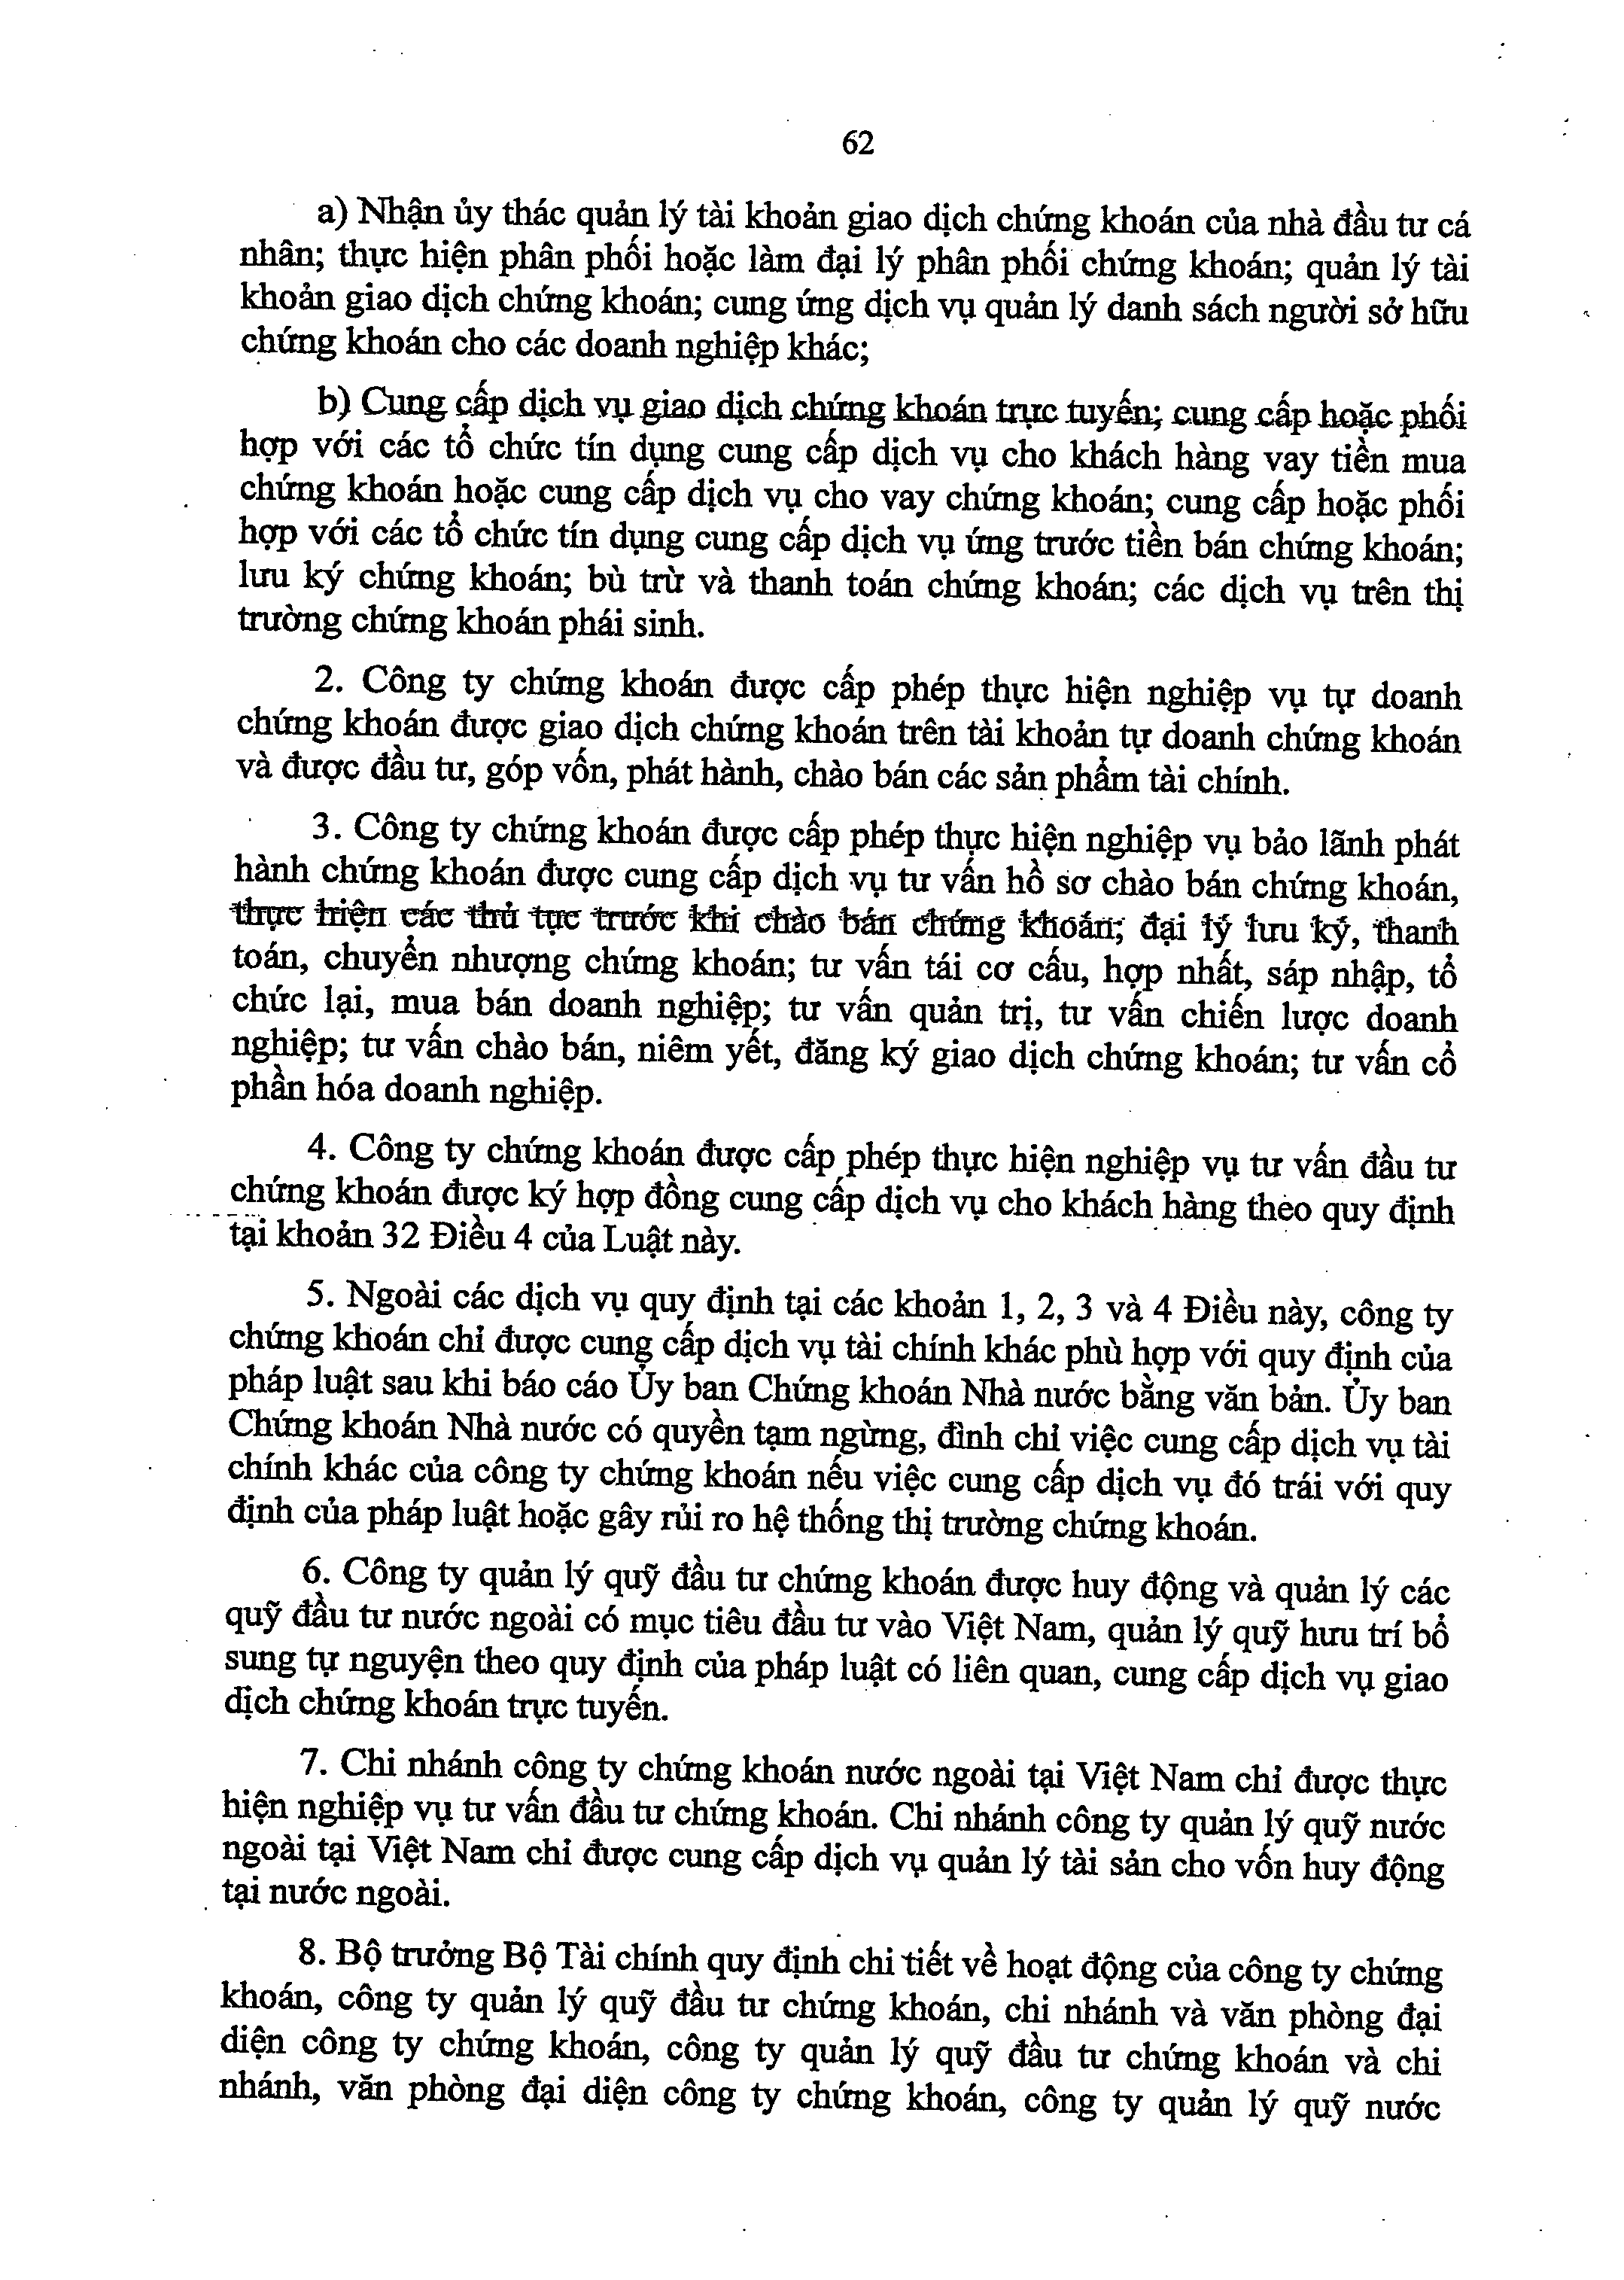 62
a) Nhận ủy thác quản lý tài khoản giao dịch chứng khoán của nhà đầu tư cá
nhân; thực hiện phân phối hoặc làm đại lý phân phối chứng khoán; quản lý tài
khoản giao dịch chứng khoán; cung ứng dịch vụ quản lý danh sách người sở hữu
chứng khoán cho các doanh nghiệp khác;
b) Cung cấp dịch vụ giao dịch chứng khoán trực tuyến; cung cấp hoặc phối
hợp với các tổ chức tín dụng cung cấp dịch vụ cho khách hàng vay tiền mua
chứng khoán hoặc cung cấp dịch vụ cho vay chứng khoán; cung cấp hoặc phối
hợp với các tổ chức tín dụng cung cấp dịch vụ ứng trước tiền bán chứng khoán;
lưu ký chứng khoán; bù trừ và thanh toán chứng khoán; các dịch vụ trên thị
trường chứng khoán phái sinh.
2. Công ty chứng khoán được cấp phép thực hiện nghiệp vụ tự doanh
chứng khoán được giao dịch chứng khoán trên tài khoản tự doanh chứng khoán
và được đầu tư, góp vốn, phát hành, chào bán các sản phẩm tài chính.
3. Công ty chứng khoán được cấp phép thực hiện nghiệp vụ bảo lãnh phát
hành chứng khoán được cung cấp dịch vụ tư vấn hồ sơ chào bán chứng khoán,
thực hiện các thủ tục trước khi chào bán chứng khoán; đại lý lưu ký, thanh
toán, chuyển nhượng chứng khoán; tư vấn tái cơ cấu, hợp nhất, sáp nhập, tổ
chức lại, mua bán doanh nghiệp; tư vấn quản trị, tư vấn chiến lược doanh
nghiệp; tư vấn chào bán, niêm yết, đăng ký giao dịch chứng khoán; tư vấn cổ
phần hóa doanh nghiệp.
4. Công ty chứng khoán được cấp phép thực hiện nghiệp vụ tư vấn đầu tư
chứng khoán được ký hợp đồng cung cấp dịch vụ cho khách hàng theo quy định
tại khoản 32 Điều 4 của Luật này.
5. Ngoài các dịch vụ quy định tại các khoản 1, 2, 3 và 4 Điều này, công ty
chứng khoán chỉ được cung cấp dịch vụ tài chính khác phù hợp với quy định của
pháp luật sau khi báo cáo Ủy ban Chứng khoán Nhà nước bằng văn bản. Ủy ban
Chứng khoán Nhà nước có quyền tạm ngừng, đình chỉ việc cung cấp dịch vụ tài
chính khác của công ty chứng khoán nếu việc cung cấp dịch vụ đó trái với quy
định của pháp luật hoặc gây rủi ro hệ thống thị trường chứng khoán.
6. Công ty quản lý quỹ đầu tư chứng khoán được huy động và quản lý các
quỹ đầu tư nước ngoài có mục tiêu đầu tư vào Việt Nam, quản lý quỹ hưu trí bổ
sung tự nguyện theo quy định của pháp luật có liên quan, cung cấp dịch vụ giao
dịch chứng khoán trực tuyến.
7. Chi nhánh công ty chứng khoán nước ngoài tại Việt Nam chỉ được thực
hiện nghiệp vụ tư vấn đầu tư chứng khoán. Chi nhánh công ty quản lý quỹ nước
ngoài tại Việt Nam chỉ được cung cấp dịch vụ quản lý tài sản cho vốn huy động
tại nước ngoài.
8. Bộ trưởng Bộ Tài chính quy định chi tiết về hoạt động của công ty chứng
khoán, công ty quản lý quỹ đầu tư chứng khoán, chi nhánh và văn phòng đại
diện công ty chứng khoán, công ty quản lý quỹ đầu tư chứng khoán và chi
nhánh, văn phòng đại diện công ty chứng khoán, công ty quản lý quỹ nước